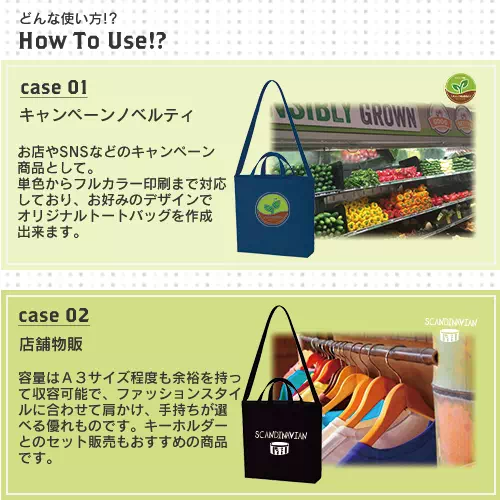 どんな使い方!?
How To Use!?
case 01
キャンペーンノベルティ
お店やSNSなどのキャンペーン
商品として。
単色からフルカラー印刷まで対応
しており、お好みのデザインで
オリジナルトートバッグを作成
出来ます。
NSIBLY GROWN
case 02
店舗物販
容量はA3サイズ程度も余裕を持っ
て収容可能で、ファッションスタイ
ルに合わせて肩かけ、手持ちが選
べる優れものです。キーホルダー
とのセット販売もおすすめの商品
です。
SCANDINAVIAN
SCANDINAVIAN